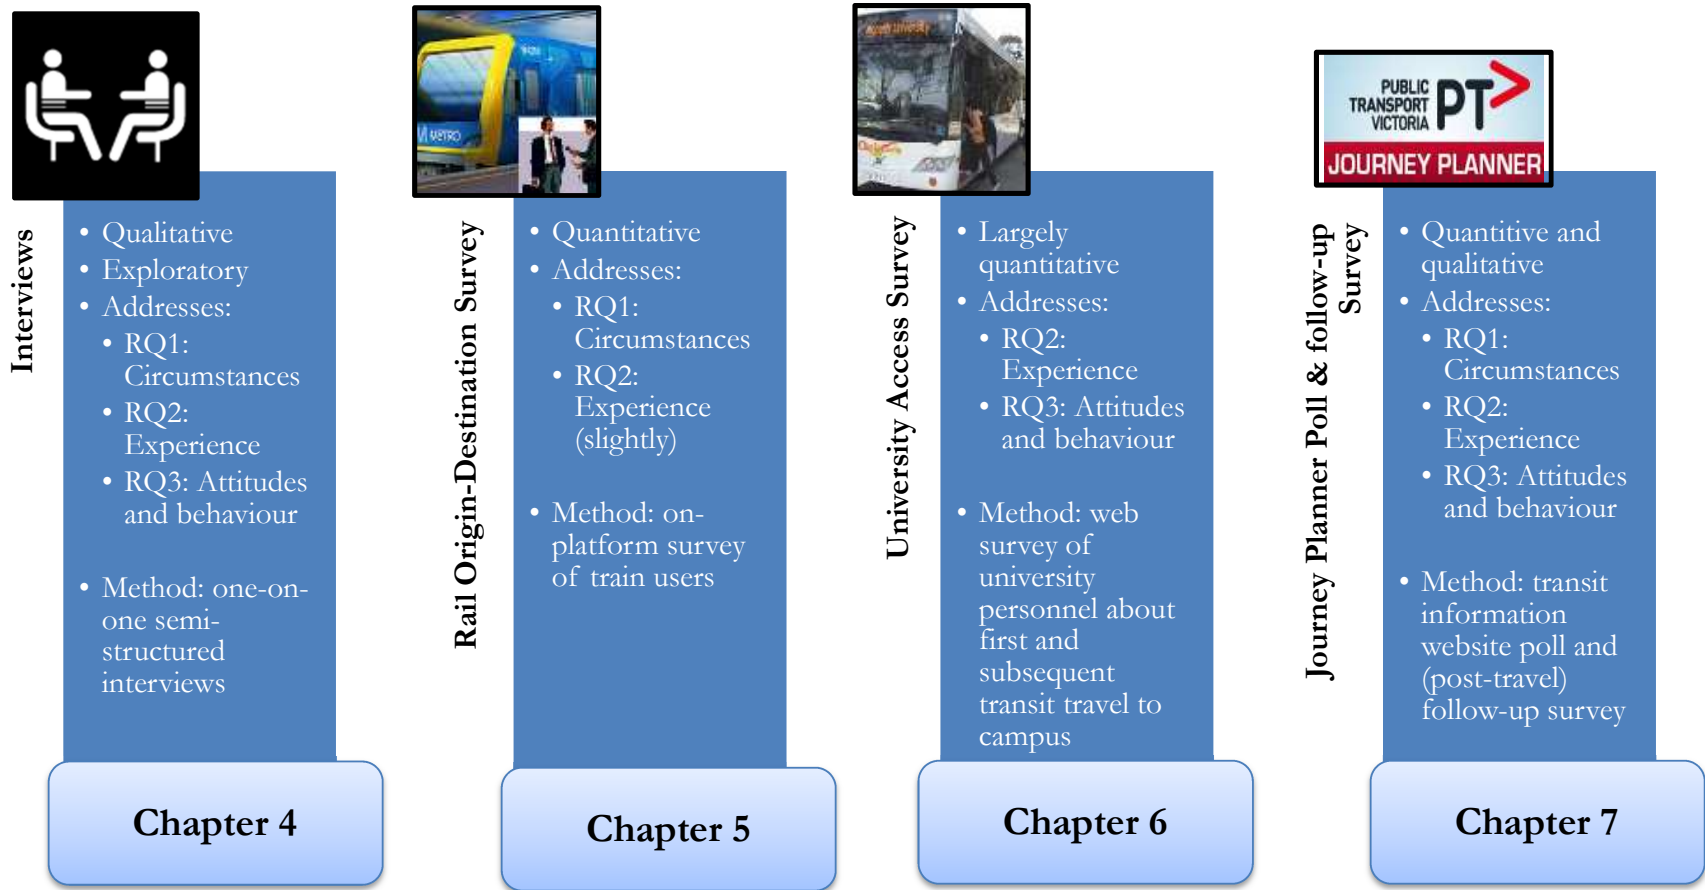 Interviews
• Qualitative
• Exploratory
• Addresses:
• RQ1:
Circumstances
• RQ2:
Experience
• RQ3: Attitudes
and behaviour
• Method: one-on-
one semi-
structured
interviews
Chapter 4
METRO
Rail Origin-Destination Survey
• Quantitative
• Addresses:
• RQ1:
Circumstances
• RQ2:
Experience
(slightly)
• Method: on-
platform survey
of train users
Chapter 5
University Access Survey
• Largely
quantitative
• Addresses:
• RQ2:
Experience
• RQ3: Attitudes
and behaviour
• Method: web
survey of
university
personnel about
first and
subsequent
transit travel to
campus
Chapter 6
PUBLIC
TRANSPORT
VICTORIA
PT>
JOURNEY PLANNER
Journey Planner Poll & follow-up
Survey
• Quantitive and
qualitative
• Addresses:
• RQ1:
Circumstances
• RQ2:
Experience
• RQ3: Attitudes
and behaviour
• Method: transit
information
website poll and
(post-travel)
follow-up survey
Chapter 7